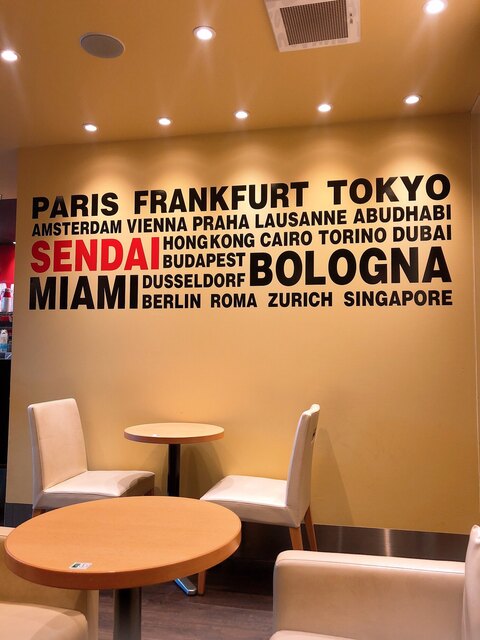 PARIS FRANKFURT TOKYO
AMSTERDAM VIENNA PRAHA LAUSANNE ABUDHABI
SENDAI HONGKONG CAIRO TORINO DUBAI
BUDAPEST BOLOGNA
MIAMI DUSSELDORF
BERLIN ROMA ZURICH SINGAPORE